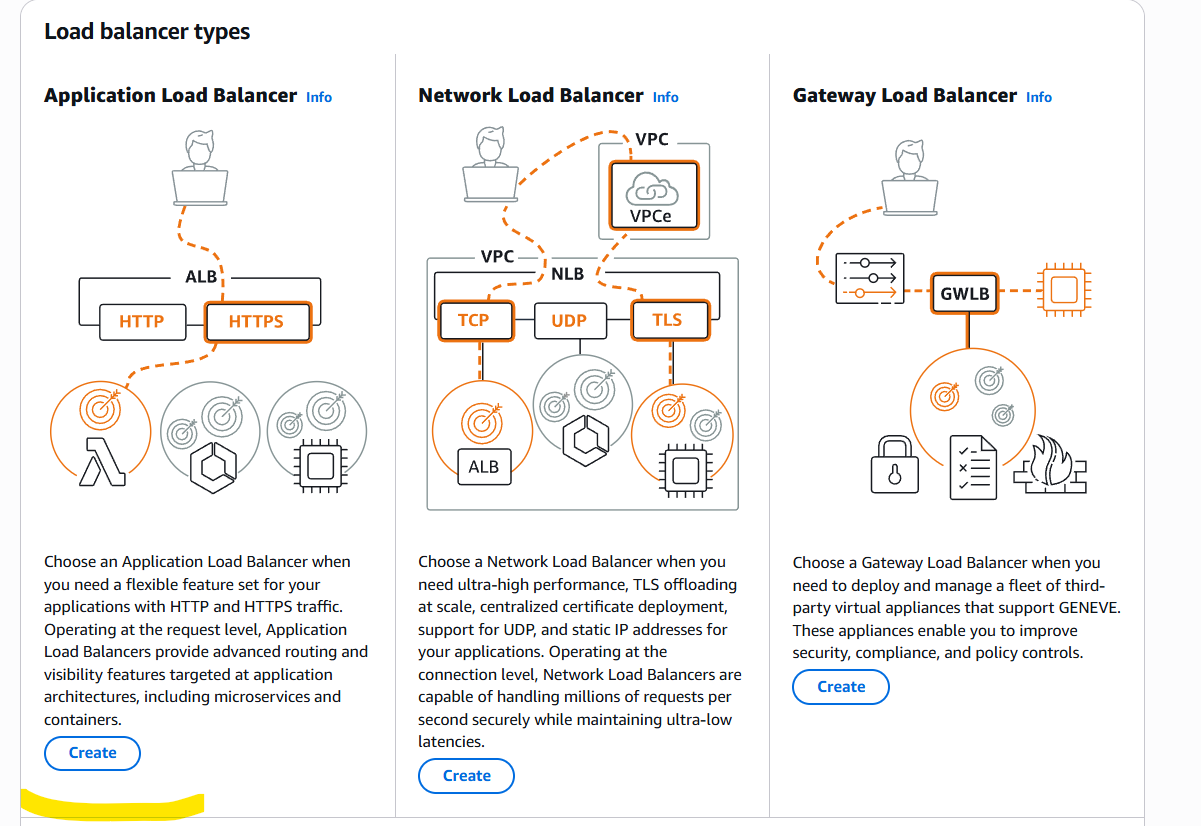 Load balancer types
Application Load Balancer Info
ALB
HTTP
HTTPS
Choose an Application Load Balancer when
you need a flexible feature set for your
applications with HTTP and HTTPS traffic.
Operating at the request level, Application
Load Balancers provide advanced routing and
visibility features targeted at application
architectures, including microservices and
containers.
Create
Network Load Balancer Info
VPC
VPCe
VPC
NLB
TCP
UDP
TLS
ALB
Choose a Network Load Balancer when you
need ultra-high performance, TLS offloading
at scale, centralized certificate deployment,
support for UDP, and static IP addresses for
your applications. Operating at the
connection level, Network Load Balancers are
capable of handling millions of requests per
second securely while maintaining ultra-low
latencies.
Create
Gateway Load Balancer Info
GWLB
Choose a Gateway Load Balancer when you
need to deploy and manage a fleet of third-
party virtual appliances that support GENEVE.
These appliances enable you to improve
security, compliance, and policy controls.
Create